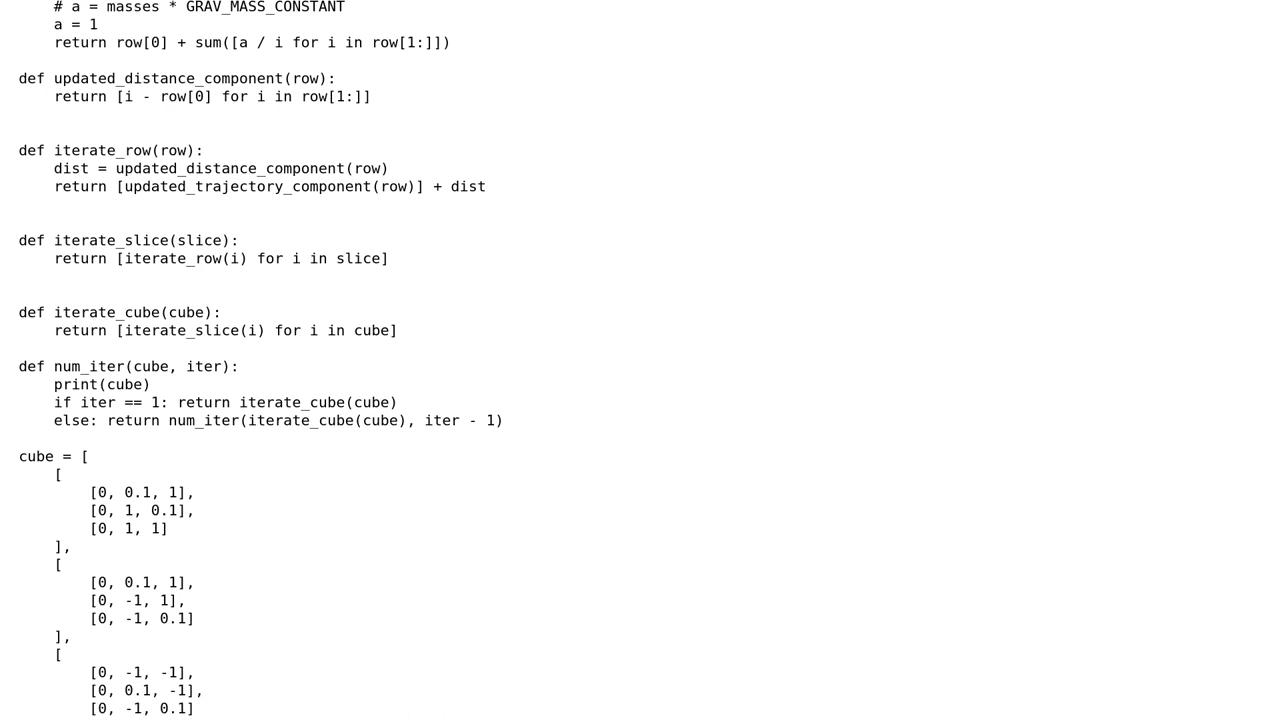 # a = masses * GRAV_MASS_CONSTANT
    a = 1
    return row[0] + sum([a / i for i in row[1:]])

def updated_distance_component(row):
    return [i - row[0] for i in row[1:]]


def iterate_row(row):
    dist = updated_distance_component(row)
    return [updated_trajectory_component(row)] + dist


def iterate_slice(slice):
    return [iterate_row(i) for i in slice]


def iterate_cube(cube):
    return [iterate_slice(i) for i in cube]

def num_iter(cube, iter):
    print(cube)
    if iter == 1: return iterate_cube(cube)
    else: return num_iter(iterate_cube(cube), iter - 1)

cube = [
    [
        [0, 0.1, 1],
        [0, 1, 0.1],
        [0, 1, 1]
    ],
    [
        [0, 0.1, 1],
        [0, -1, 1],
        [0, -1, 0.1]
    ],
    [
        [0, -1, -1],
        [0, 0.1, -1],
        [0, -1, 0.1]